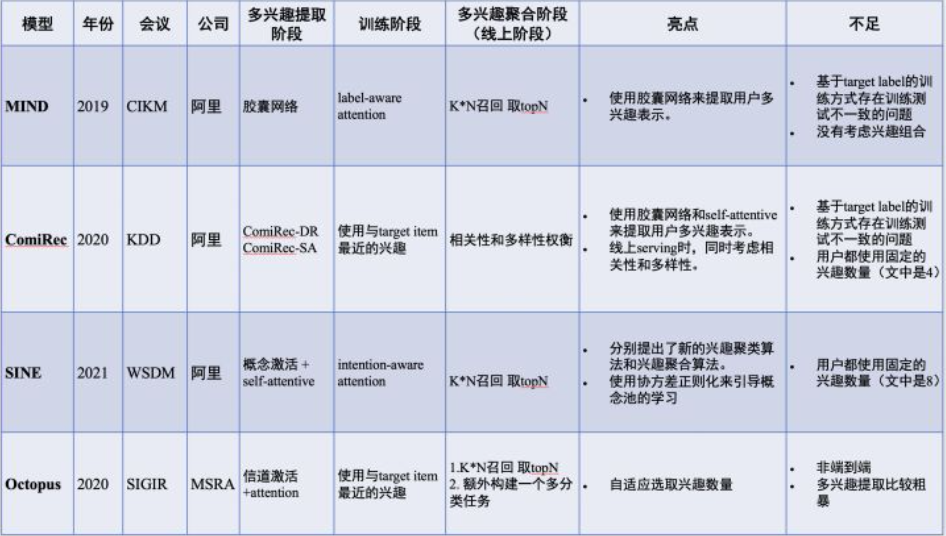 模型 年份 会议 公司 多兴趣提取阶段 训练阶段 多兴趣聚合阶段（线上阶段） 亮点 不足
MIND 2019 CIKM 阿里
胶囊网络
label-aware
attention
K*N召回 取topN
• 使用胶囊网络来提取用户多
兴趣表示。
• 基于target label的训
练方式存在训练测
试不一致的问题
• 没有考虑兴趣组合
ComiRec 2020 KDD 阿里
ComiRec-DR
ComiRec-SA
使用与target item
最近的兴趣
相关性和多样性权衡
• 使用胶囊网络和self-attentive
来提取用户多兴趣表示。
• 线上serving时，同时考虑相
关性和多样性。
• 基于target label的训
练方式存在训练测
试不一致的问题
• 用户都使用固定的
兴趣数量（文中是4）
SINE 2021 WSDM 阿里
概念激活 +
self-attentive
intention-aware
attention
K*N召回 取topN
• 分别提出了新的兴趣聚类算
法和兴趣聚合算法。
• 使用协方差正则化来引导概
念池的学习
• 用户都使用固定的
兴趣数量（文中是8）
Octopus 2020 SIGIR MSRA
信道激活
+attention
使用与target item
最近的兴趣
1.K*N召回 取topN
2. 额外构建一个多分
类任务
• 自适应选取兴趣数量
• 非端到端
• 多兴趣提取比较粗
暴